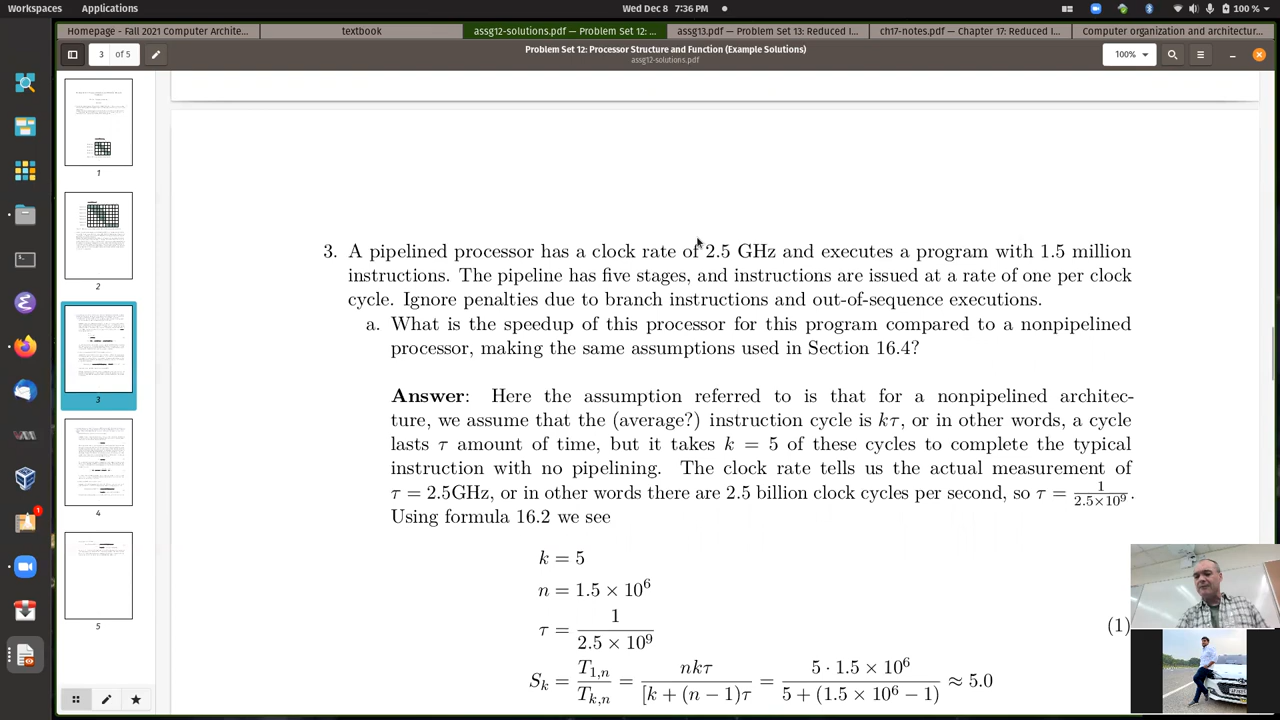 Workspaces Applications Wed Dec 8 7:36 PM 100 %
Homepage - Fall 2021 Computer Archite... textbook assg12-solutions.pdf — Problem Set 12: ... assg13.pdf — Problem Set 13: Reduced I... ch17-notes.pdf — Chapter 17: Reduced I... Computer organization and architectur...
3 of 5 Problem Set 12: Processor Structure and Function (Example Solutions) 100%
assg12-solutions.pdf
1
2
3
4
5
1
3. A pipelined processor has a clock rate of 2.5 GHz and executes a program with 1.5 million
instructions. The pipeline has five stages, and instructions are issued at a rate of one per clock
cycle. Ignore penalties due to branch instructions and out-of-sequence executions.
a. What is the speedup of this processor for this program compared to a nonpipelined
processor, making the same assumptions used in section 16.4?
Answer: Here the assumption referred to is that for a nonpipelined architec-
ture, we assume that the (average?) instruction cycle is kτ, or in other words, a cycle
lasts τ amount of time, but it takes k = 5 of these cycles to complete the typical
instruction with no pipelining. The clock rate tells us the actual measurement of
τ = 2.5GHz, or in other words there are 2.5 billion clock cycles per second, so τ = 1/(2.5×10⁹).
Using formula 16.2 we see
k = 5
n = 1.5 × 10⁶
τ = 1/(2.5 × 10⁹) (1)
Sₖ = T₁,ₙ/Tₖ,ₙ = nkτ/[k + (n − 1)τ = 5 · 1.5 × 10⁶/5 + (1.5 × 10⁶ − 1) ≈ 5.0